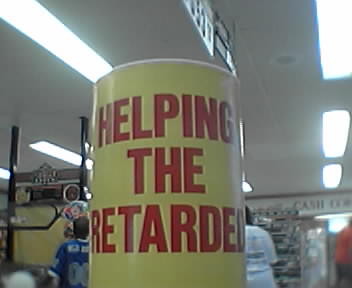 HELPING
THE
RETARDED
CASH